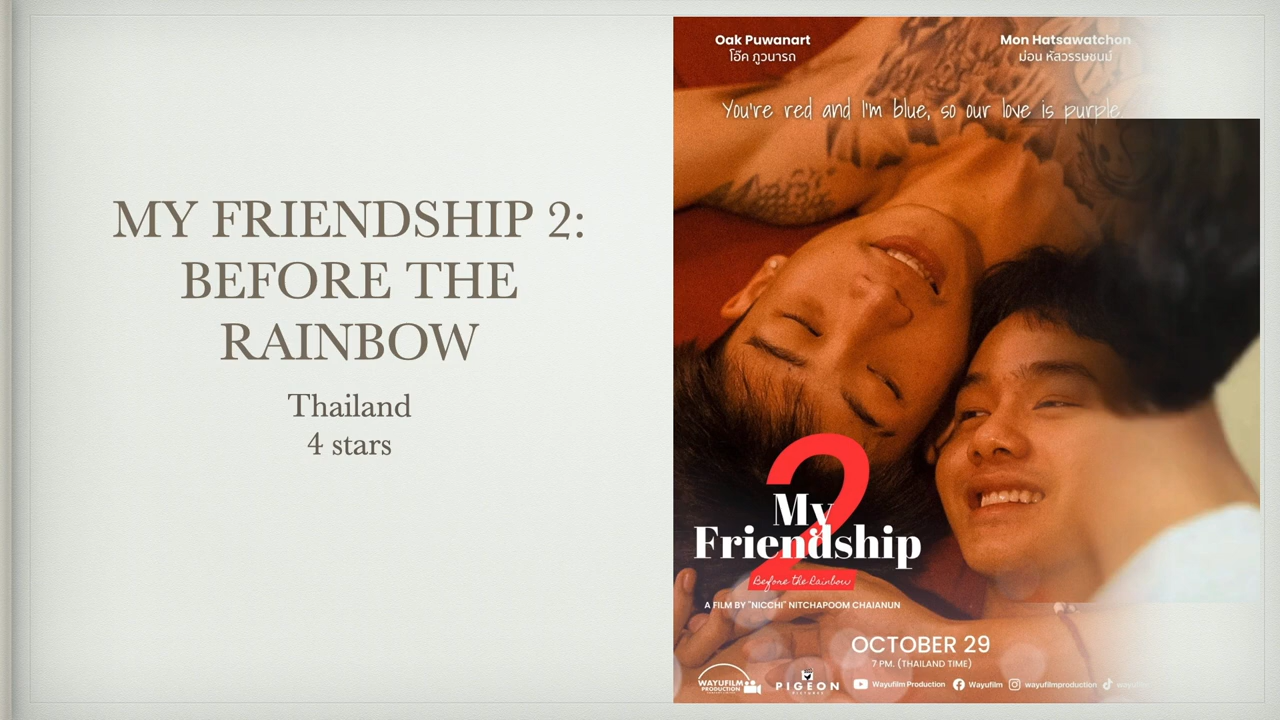 MY FRIENDSHIP 2:
BEFORE THE
RAINBOW
Thailand
4 stars
Oak Puwanart
โอ๊ค ภูวนารถ
Mon Hatsawatchon
ม่อน หัสวรรษชนม์
You're red and I'm blue, so our love is purple
2
My
Friendship
Before the Rainbow
A FILM BY "NICCHI" NITCHAPOOM CHAIANUN
OCTOBER 29
7 PM. (THAILAND TIME)
WAYUFILM
PRODUCTION
PIGEON
PICTURES
Wayufilm Production
Wayufilm
wayufilmproduction